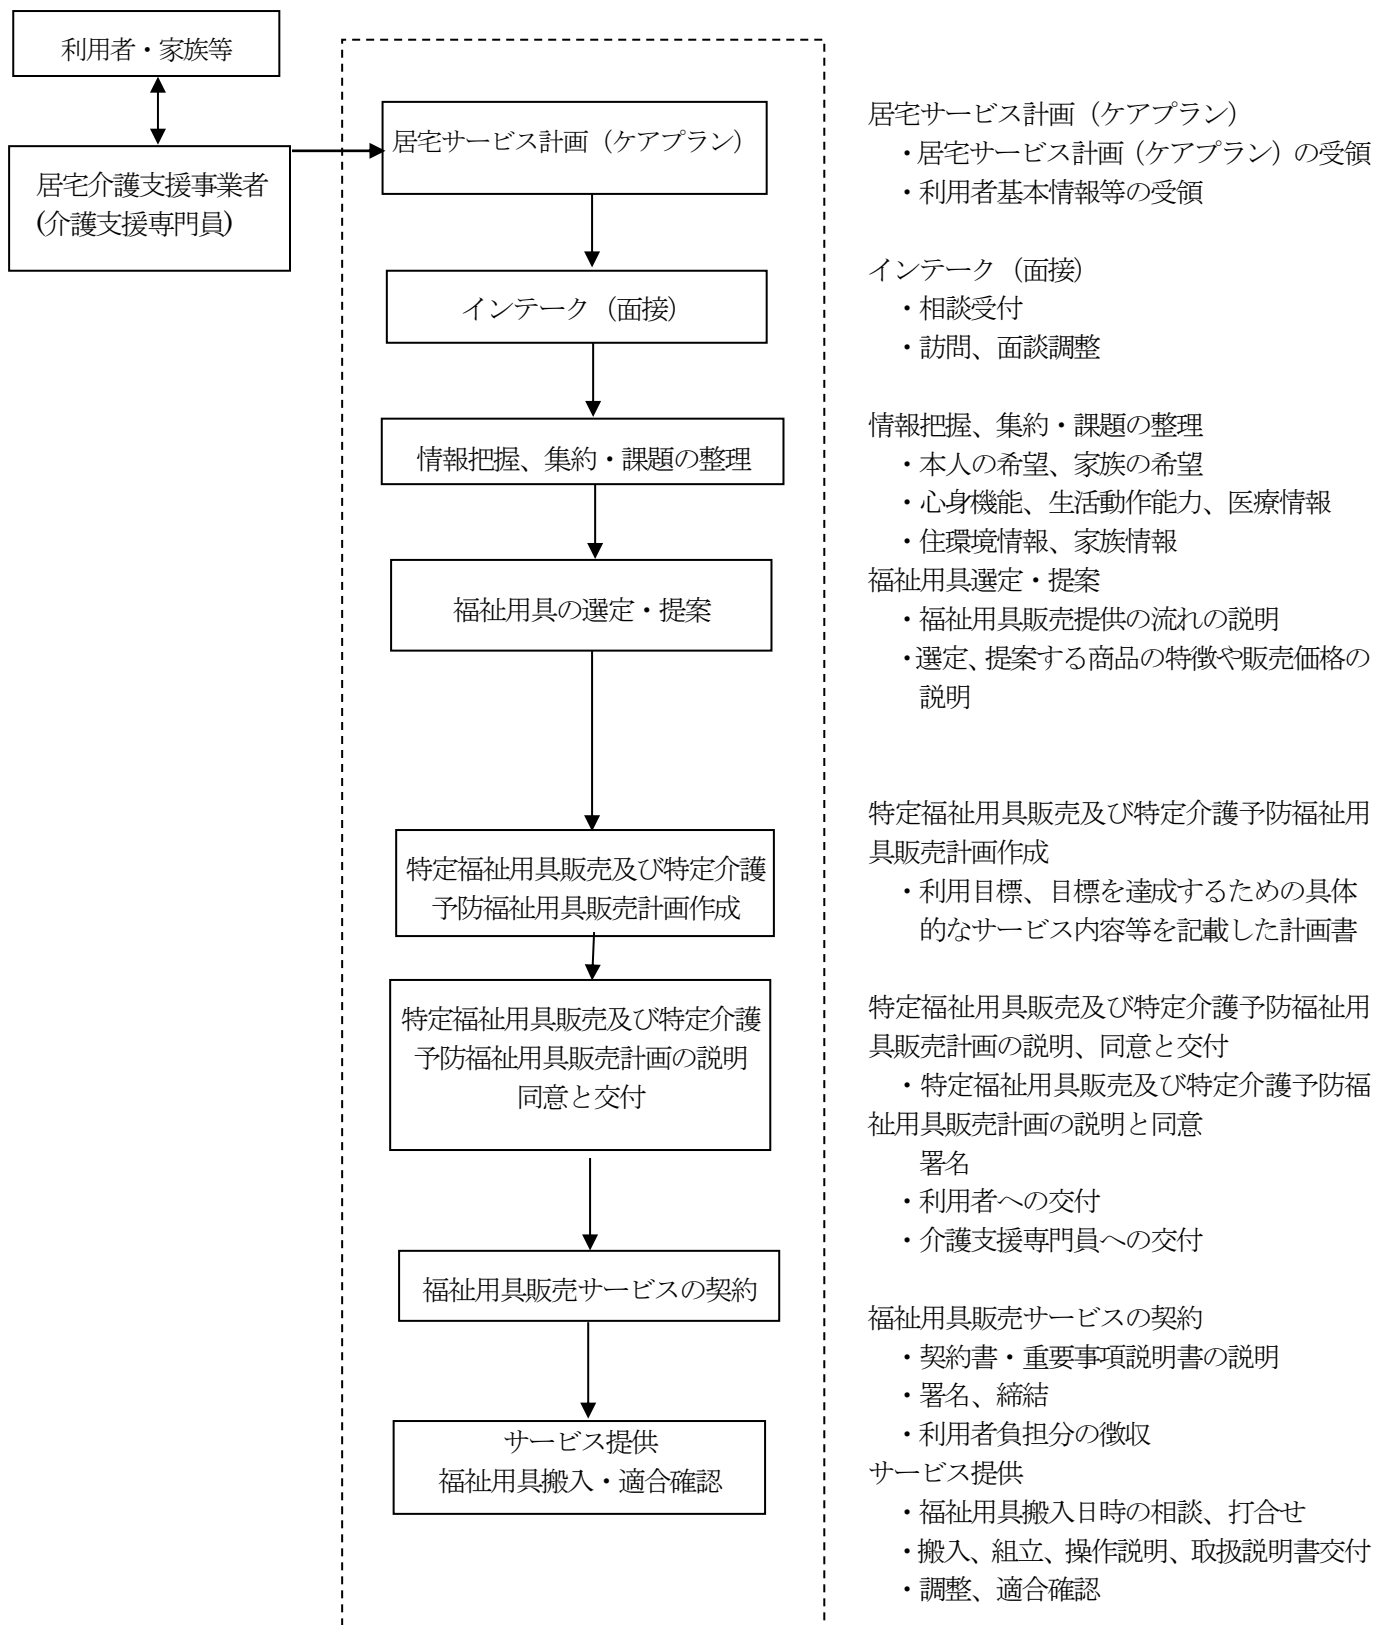 利用者・家族等
居宅介護支援事業者
(介護支援専門員)
居宅サービス計画（ケアプラン）
インテーク（面接）
情報把握、集約・課題の整理
福祉用具の選定・提案
特定福祉用具販売及び特定介護
予防福祉用具販売計画作成
特定福祉用具販売及び特定介護
予防福祉用具販売計画の説明
同意と交付
福祉用具販売サービスの契約
サービス提供
福祉用具搬入・適合確認
居宅サービス計画（ケアプラン）
・居宅サービス計画（ケアプラン）の受領
・利用者基本情報等の受領
インテーク（面接）
・相談受付
・訪問、面談調整
情報把握、集約・課題の整理
・本人の希望、家族の希望
・心身機能、生活動作能力、医療情報
・住環境情報、家族情報
福祉用具選定・提案
・福祉用具販売提供の流れの説明
・選定、提案する商品の特徴や販売価格の
説明
特定福祉用具販売及び特定介護予防福祉用
具販売計画作成
・利用目標、目標を達成するための具体
的なサービス内容等を記載した計画書
特定福祉用具販売及び特定介護予防福祉用
具販売計画の説明、同意と交付
・特定福祉用具販売及び特定介護予防福
祉用具販売計画の説明と同意
署名
・利用者への交付
・介護支援専門員への交付
福祉用具販売サービスの契約
・契約書・重要事項説明書の説明
・署名、締結
・利用者負担分の徴収
サービス提供
・福祉用具搬入日時の相談、打合せ
・搬入、組立、操作説明、取扱説明書交付
・調整、適合確認